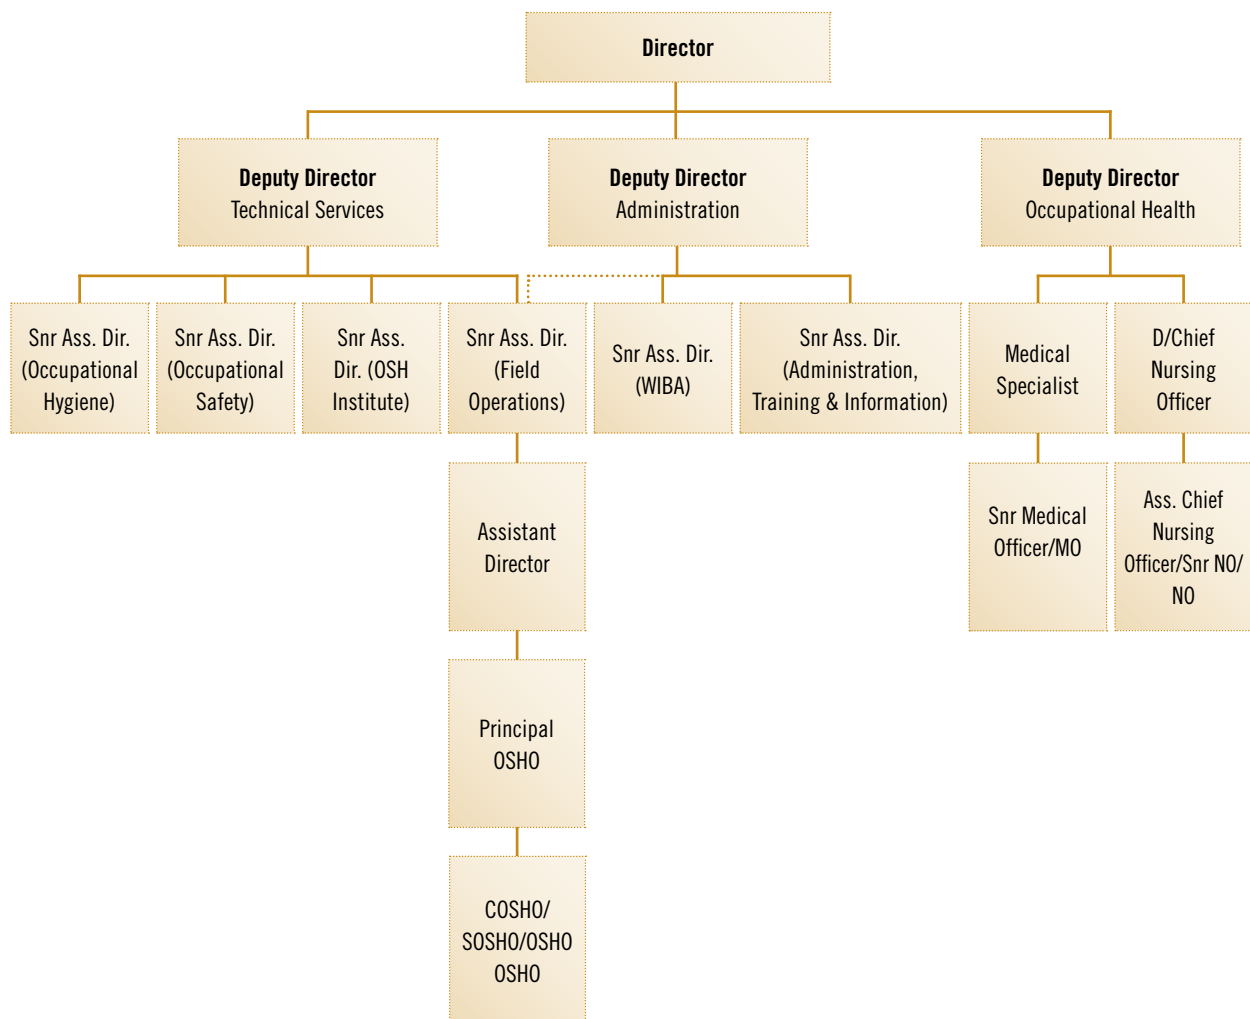 Director
Deputy Director
Technical Services
Deputy Director
Administration
Deputy Director
Occupational Health
Snr Ass. Dir.
(Occupational
Hygiene)
Snr Ass. Dir.
(Occupational
Safety)
Snr Ass.
Dir. (OSH
Institute)
Snr Ass. Dir.
(Field
Operations)
Snr Ass. Dir.
(WIBA)
Snr Ass. Dir.
(Administration,
Training & Information)
Medical
Specialist
D/Chief
Nursing
Officer
Assistant
Director
Snr Medical
Officer/MO
Ass. Chief
Nursing
Officer/Snr NO/
NO
Principal
OSHO
COSHO/
SOSHO/OSHO
OSHO